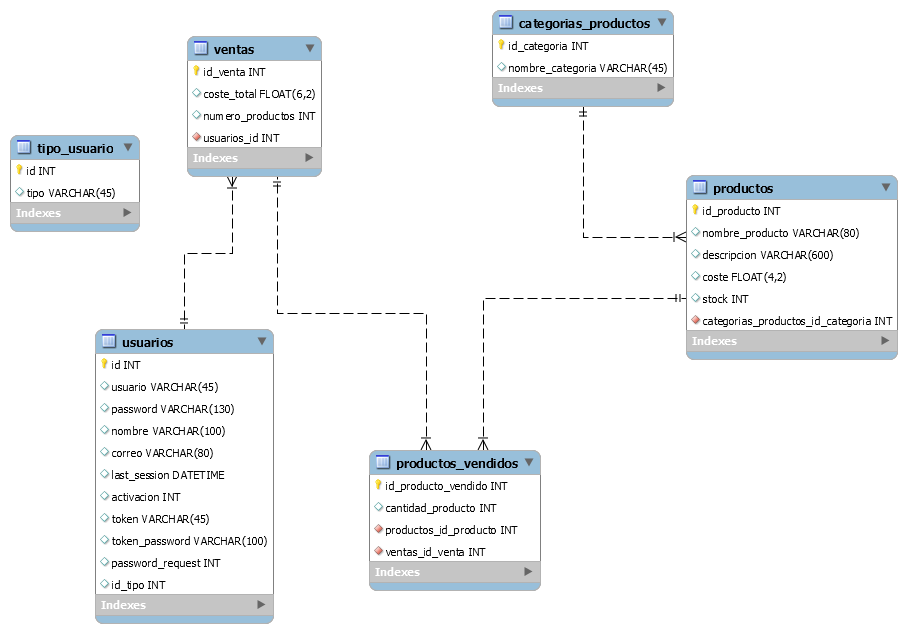 categorias_productos
id_categoria INT
nombre_categoria VARCHAR(45)
Indexes
ventas
id_venta INT
coste_total FLOAT(6,2)
numero_productos INT
usuarios_id INT
Indexes
tipo_usuario
id INT
tipo VARCHAR(45)
Indexes
productos
id_producto INT
nombre_producto VARCHAR(80)
descripcion VARCHAR(600)
coste FLOAT(4,2)
stock INT
categorias_productos_id_categoria INT
Indexes
usuarios
id INT
usuario VARCHAR(45)
password VARCHAR(130)
nombre VARCHAR(100)
correo VARCHAR(80)
last_session DATETIME
activacion INT
token VARCHAR(45)
token_password VARCHAR(100)
password_request INT
id_tipo INT
Indexes
productos_vendidos
id_producto_vendido INT
cantidad_producto INT
productos_id_producto INT
ventas_id_venta INT
Indexes